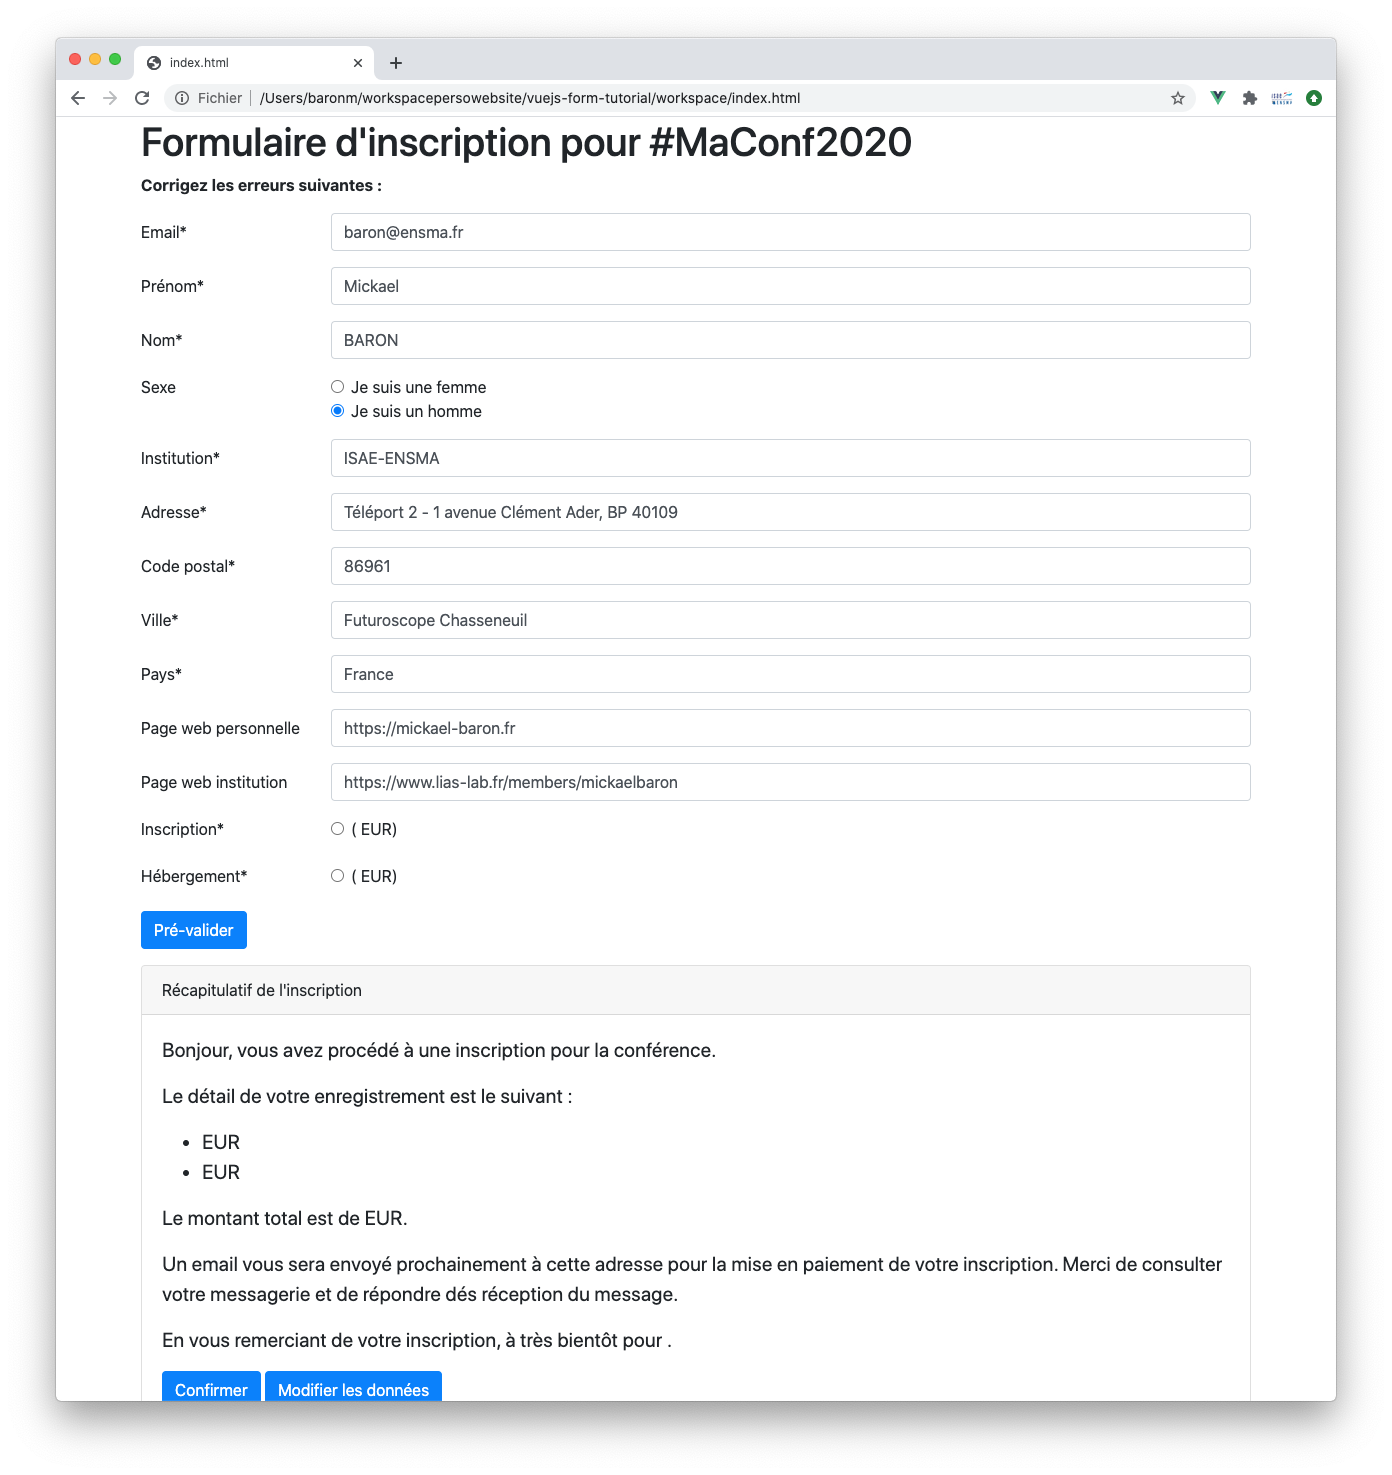 index.html
Fichier /Users/baronm/workspacepersowebsite/vuejs-form-tutorial/workspace/index.html
Formulaire d'inscription pour #MaConf2020
Corrigez les erreurs suivantes :
Email* baron@ensma.fr
Prénom* Mickael
Nom* BARON
Sexe Je suis une femme
Je suis un homme
Institution* ISAE-ENSMA
Adresse* Téléport 2 - 1 avenue Clément Ader, BP 40109
Code postal* 86961
Ville* Futuroscope Chasseneuil
Pays* France
Page web personnelle https://mickael-baron.fr
Page web institution https://www.lias-lab.fr/members/mickaelbaron
Inscription* ( EUR)
Hébergement* ( EUR)
Pré-valider
Récapitulatif de l'inscription
Bonjour, vous avez procédé à une inscription pour la conférence.
Le détail de votre enregistrement est le suivant :
• EUR
• EUR
Le montant total est de EUR.
Un email vous sera envoyé prochainement à cette adresse pour la mise en paiement de votre inscription. Merci de consulter
votre messagerie et de répondre dés réception du message.
En vous remerciant de votre inscription, à très bientôt pour .
Confirmer Modifier les données